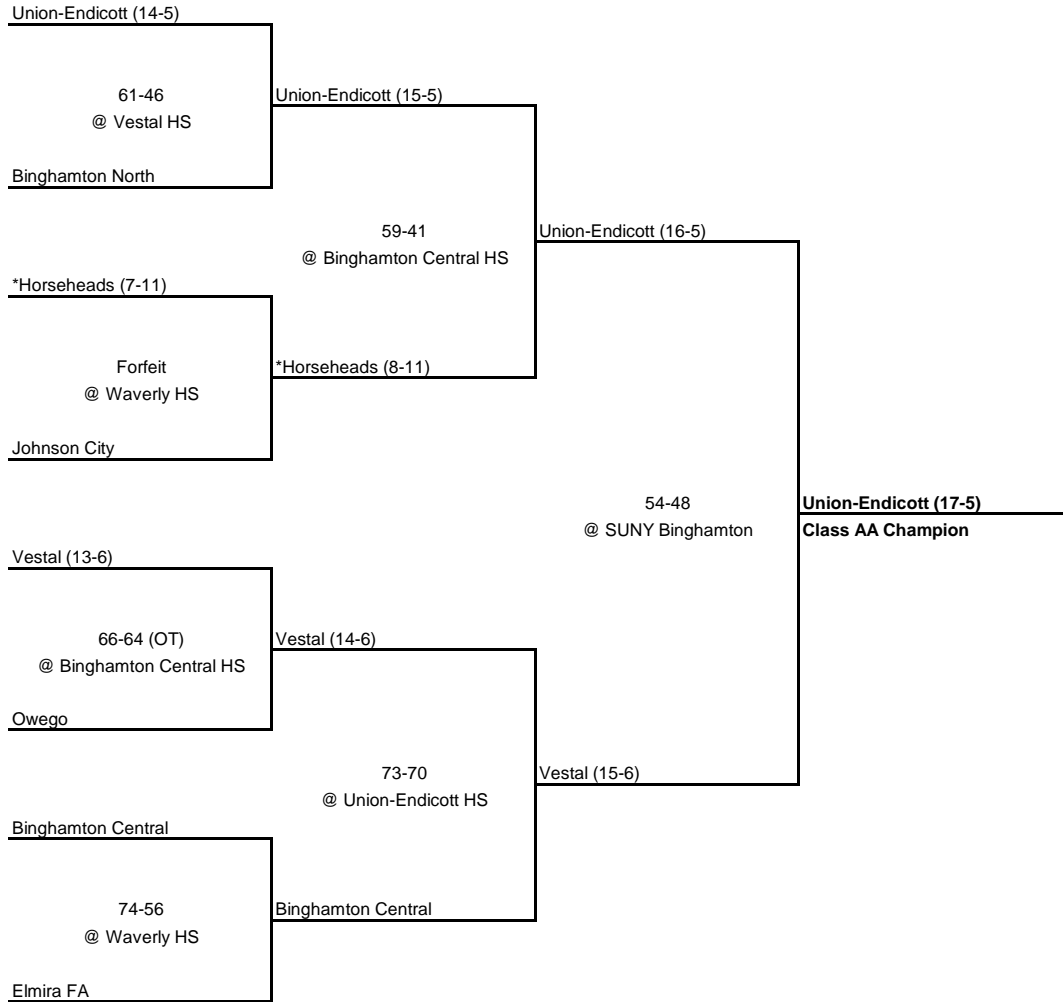 Union-Endicott (14-5)
61-46
Union-Endicott (15-5)
@ Vestal HS
Binghamton North
59-41
Union-Endicott (16-5)
@ Binghamton Central HS
*Horseheads (7-11)
Forfeit
*Horseheads (8-11)
@ Waverly HS
Johnson City
54-48
Union-Endicott (17-5)
@ SUNY Binghamton
Class AA Champion
Vestal (13-6)
66-64 (OT)
Vestal (14-6)
@ Binghamton Central HS
Owego
73-70
Vestal (15-6)
@ Union-Endicott HS
Binghamton Central
74-56
Binghamton Central
@ Waverly HS
Elmira FA